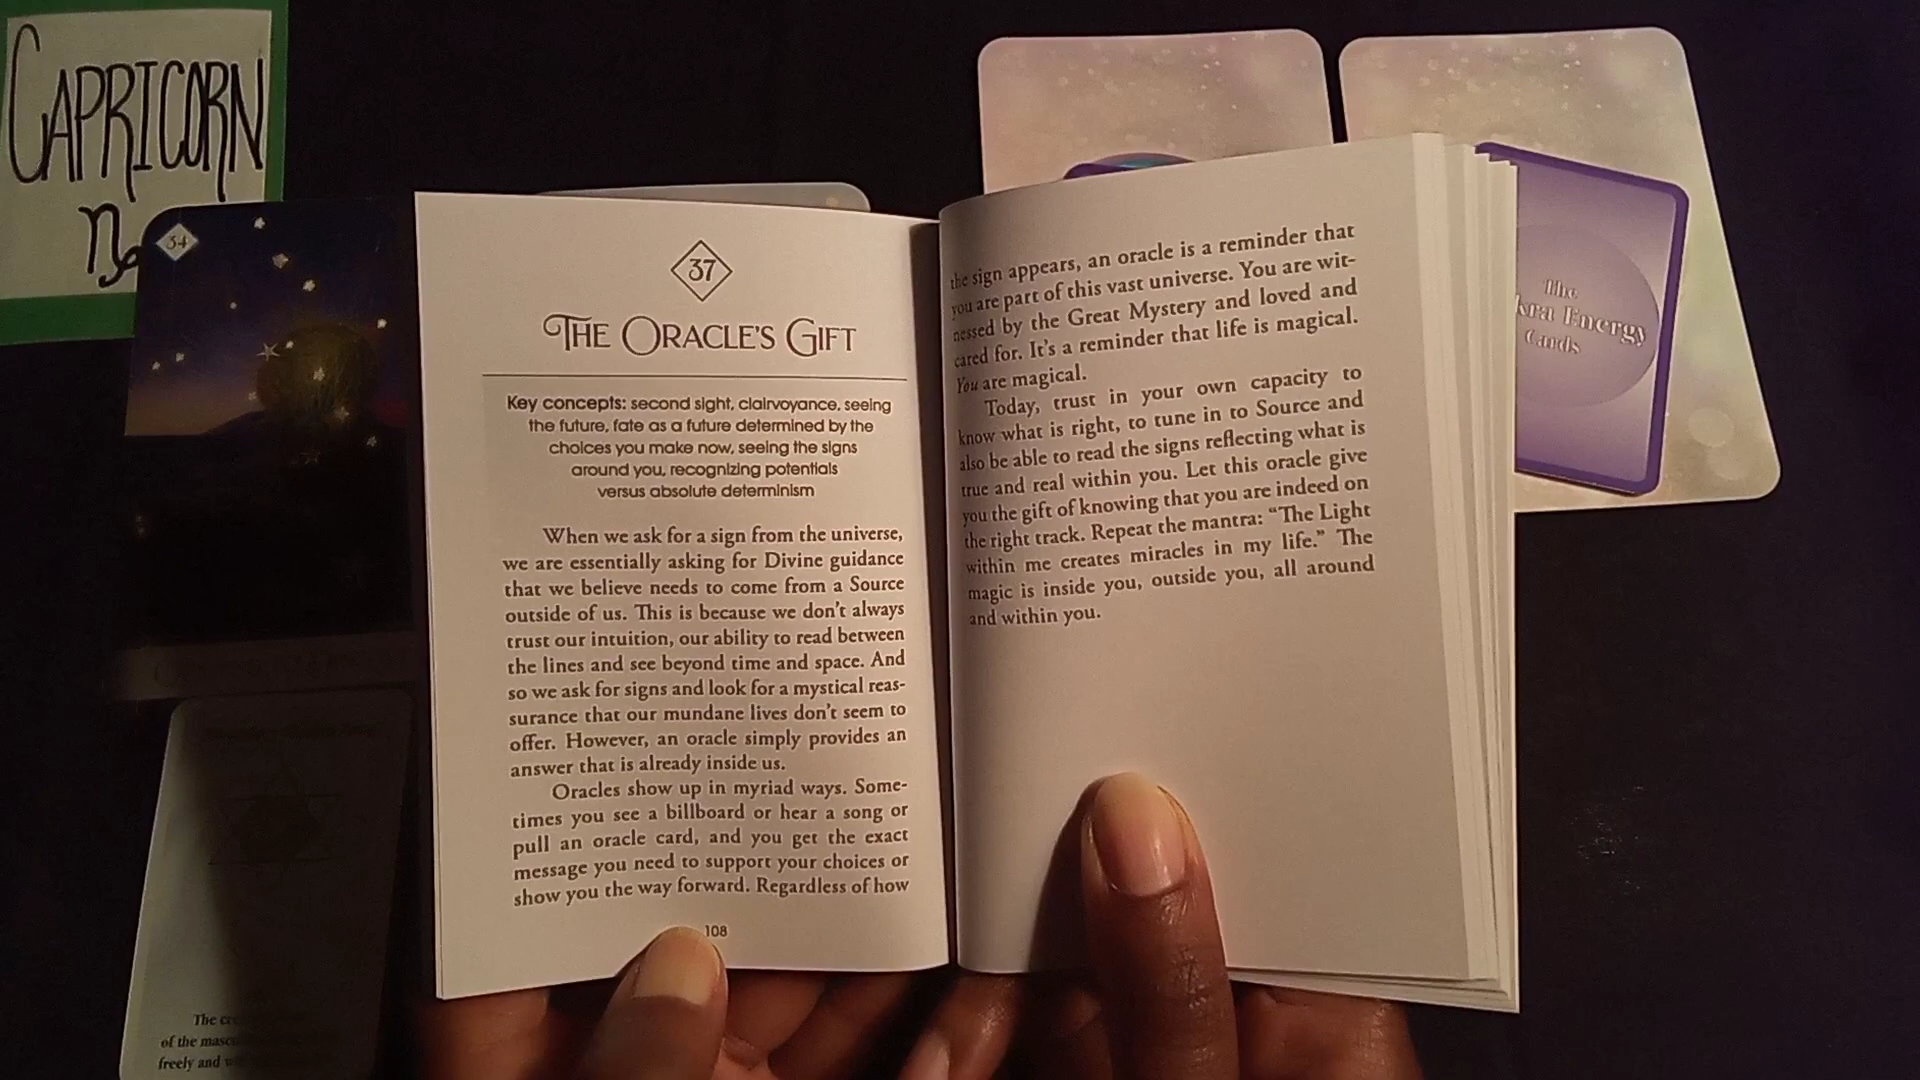 CAPRICORN
34
37
THE ORACLE'S GIFT
Key concepts: second sight, clairvoyance, seeing
the future, fate as a future determined by the
choices you make now, seeing the signs
around you, recognizing potentials
versus absolute determinism
When we ask for a sign from the universe,
we are essentially asking for Divine guidance
that we believe needs to come from a Source
outside of us. This is because we don't always
trust our intuition, our ability to read between
the lines and see beyond time and space. And
so we ask for signs and look for a mystical reas-
surance that our mundane lives don't seem to
offer. However, an oracle simply provides an
answer that is already inside us.
Oracles show up in myriad ways. Some-
times you see a billboard or hear a song or
pull an oracle card, and you get the exact
message you need to support your choices or
show you the way forward. Regardless of how
108
the sign appears, an oracle is a reminder that
you are part of this vast universe. You are wit-
nessed by the Great Mystery and loved and
cared for. It's a reminder that life is magical.
You are magical.
Today, trust in your own capacity to
know what is right, to tune in to Source and
also be able to read the signs reflecting what is
true and real within you. Let this oracle give
you the gift of knowing that you are indeed on
the right track. Repeat the mantra: "The Light
within me creates miracles in my life." The
magic is inside you, outside you, all around
and within you.
The
kra Energy
Cards
The
of the
freely and